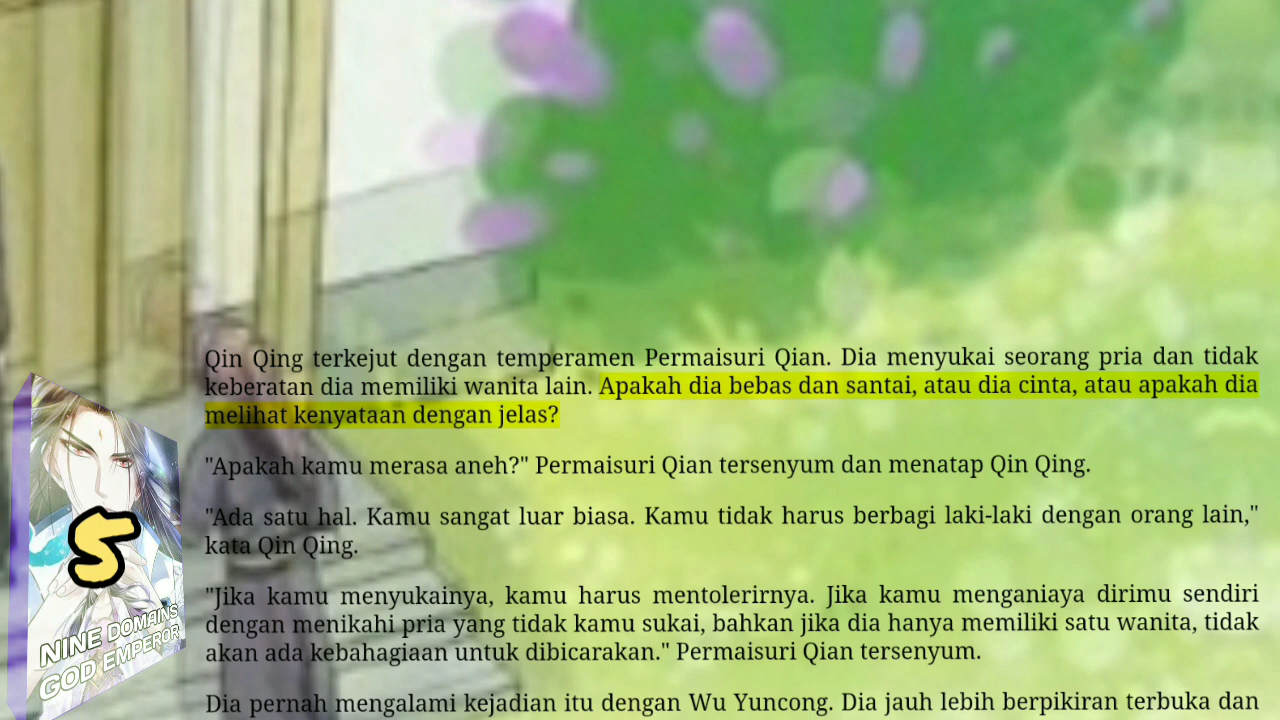 Qin Qing terkejut dengan temperamen Permaisuri Qian. Dia menyukai seorang pria dan tidak
keberatan dia memiliki wanita lain. Apakah dia bebas dan santai, atau dia cinta, atau apakah dia
melihat kenyataan dengan jelas?
"Apakah kamu merasa aneh?" Permaisuri Qian tersenyum dan menatap Qin Qing.
"Ada satu hal. Kamu sangat luar biasa. Kamu tidak harus berbagi laki-laki dengan orang lain,"
kata Qin Qing.
"Jika kamu menyukainya, kamu harus mentolerirnya. Jika kamu menganiaya dirimu sendiri
dengan menikahi pria yang tidak kamu sukai, bahkan jika dia hanya memiliki satu wanita, tidak
akan ada kebahagiaan untuk dibicarakan." Permaisuri Qian tersenyum.
Dia pernah mengalami kejadian itu dengan Wu Yuncong. Dia jauh lebih berpikiran terbuka dan
5
NINE DOMAINS
GOD EMPEROR